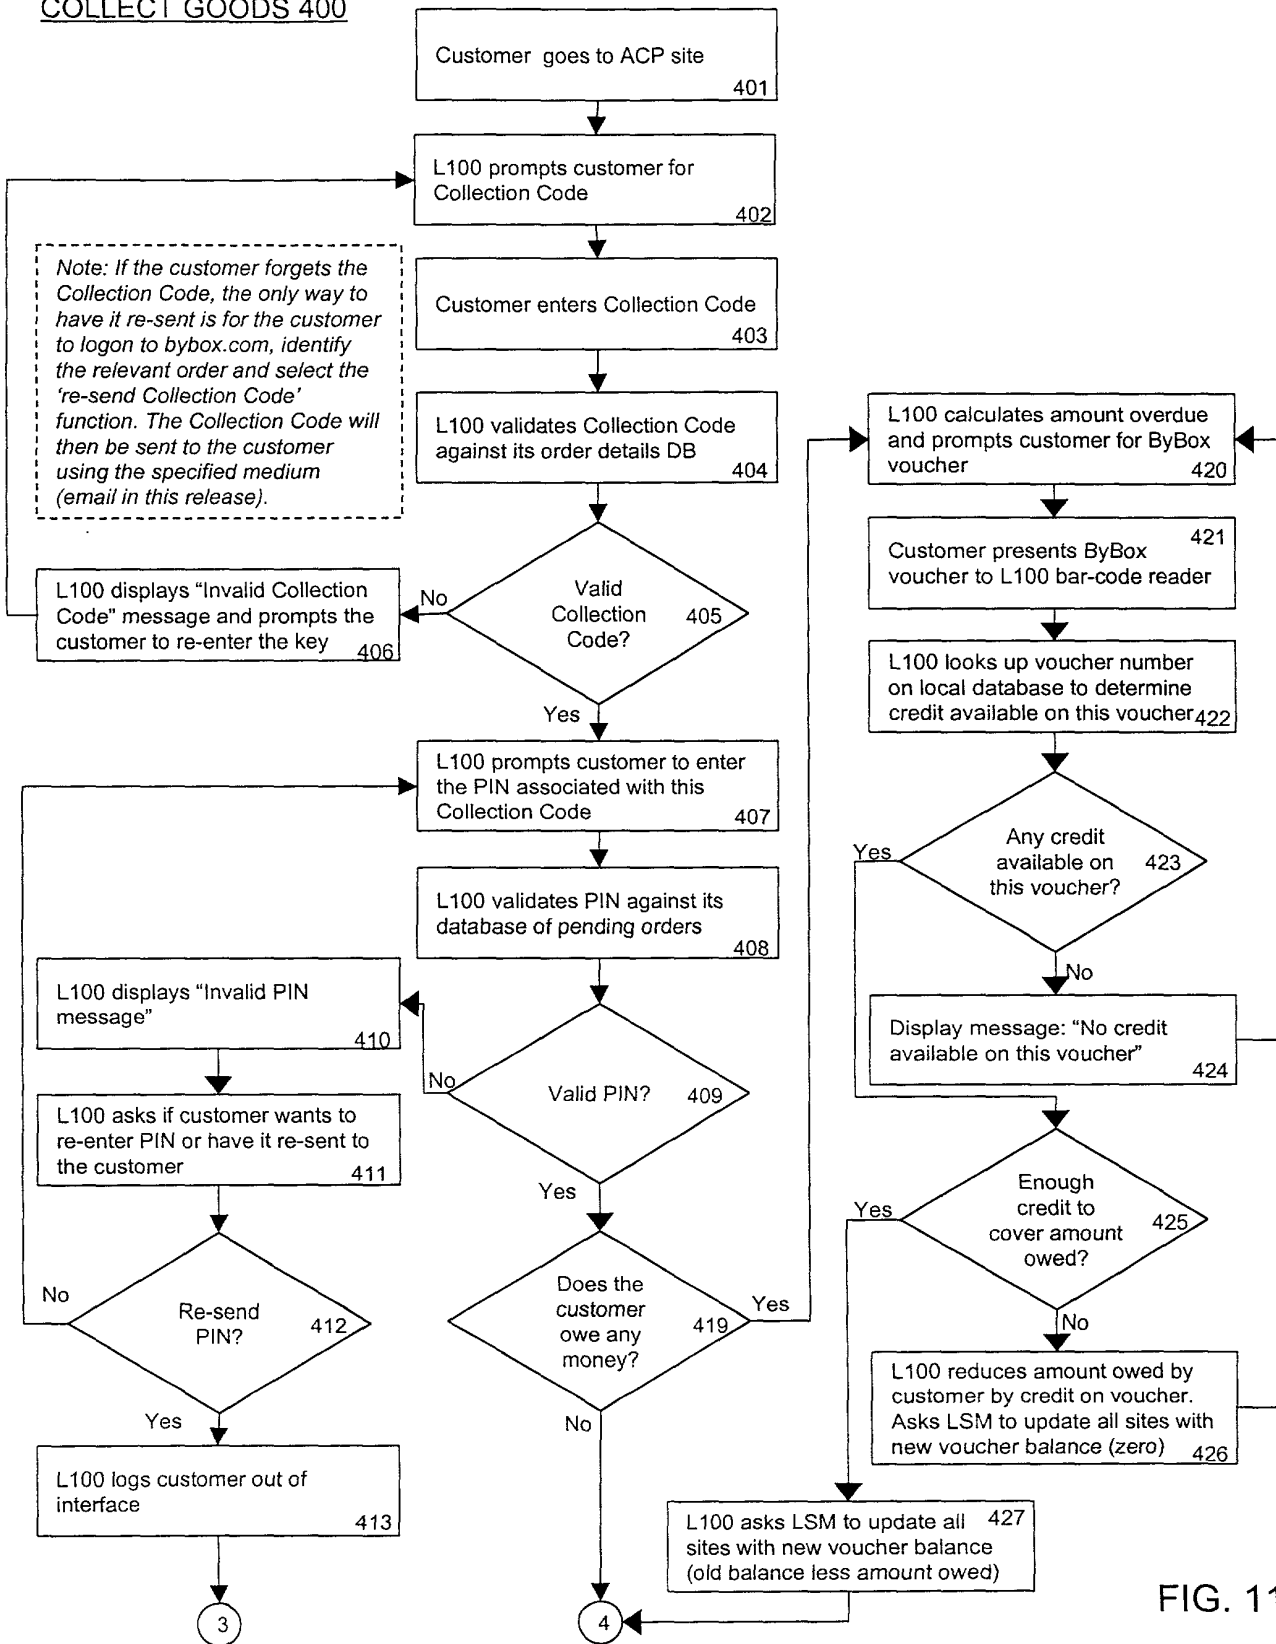 COLLECT GOODS 400
Customer goes to ACP site
401
L100 prompts customer for
Collection Code
402
Note: If the customer forgets the
Collection Code, the only way to
have it re-sent is for the customer
to logon to bybox.com, identify
the relevant order and select the
‘re-send Collection Code’
function. The Collection Code will
then be sent to the customer
using the specified medium
(email in this release).
Customer enters Collection Code
403
L100 validates Collection Code
against its order details DB
404
Valid
Collection
Code?
405
No
L100 displays “Invalid Collection
Code” message and prompts the
customer to re-enter the key
406
Yes
L100 prompts customer to enter
the PIN associated with this
Collection Code
407
L100 validates PIN against its
database of pending orders
408
Valid PIN?
409
No
L100 displays “Invalid PIN
message”
410
L100 asks if customer wants to
re-enter PIN or have it re-sent to
the customer
411
Re-send
PIN?
412
No
Yes
L100 logs customer out of
interface
413
3
Yes
Does the
customer
owe any
money?
419
Yes
No
4
L100 calculates amount overdue
and prompts customer for ByBox
voucher
420
421
Customer presents ByBox
voucher to L100 bar-code reader
L100 looks up voucher number
on local database to determine
credit available on this voucher
422
Any credit
available on
this voucher?
423
Yes
No
Display message: “No credit
available on this voucher”
424
Enough
credit to
cover amount
owed?
425
Yes
No
L100 reduces amount owed by
customer by credit on voucher.
Asks LSM to update all sites with
new voucher balance (zero)
426
L100 asks LSM to update all
sites with new voucher balance
(old balance less amount owed)
427
FIG. 11